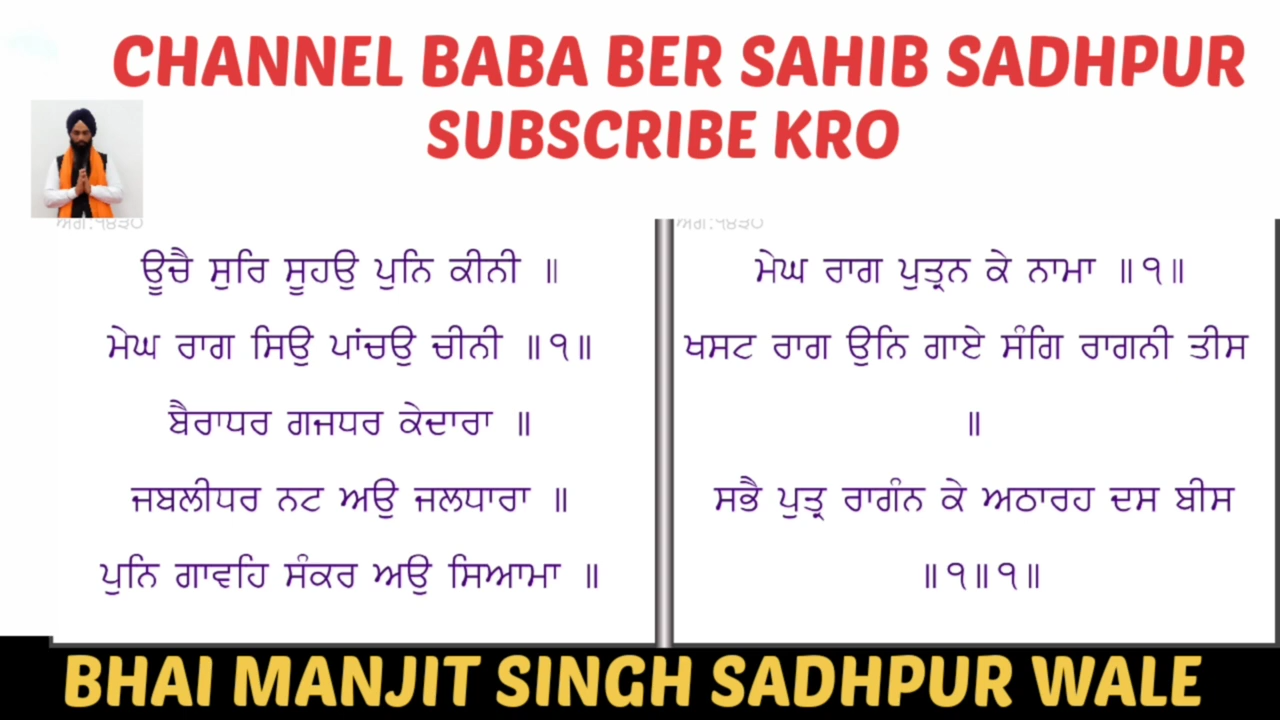 CHANNEL BABA BER SAHIB SADHPUR
SUBSCRIBE KRO
ਅੰਗ:੧੪੩੦
ਊਚੈ ਸੁਰਿ ਸੂਹਉ ਪੁਨਿ ਕੀਨੀ ॥
ਮੇਘ ਰਾਗ ਸਿਉ ਪਾਂਚਉ ਚੀਨੀ ॥੧॥
ਬੈਰਾਧਰ ਗਜਧਰ ਕੇਦਾਰਾ ॥
ਜਬਲੀਧਰ ਨਟ ਅਉ ਜਲਧਾਰਾ ॥
ਪੁਨਿ ਗਾਵਹਿ ਸੰਕਰ ਅਉ ਸਿਆਮਾ ॥
ਅੰਗ:੧੪੩੦
ਮੇਘ ਰਾਗ ਪੁਤ੍ਰਨ ਕੇ ਨਾਮਾ ॥੧॥
ਖਸਟ ਰਾਗ ਉਨਿ ਗਾਏ ਸੰਗਿ ਰਾਗਨੀ ਤੀਸ
॥
ਸਭੈ ਪੁਤ੍ਰ ਰਾਗੰਨ ਕੇ ਅਠਾਰਹ ਦਸ ਬੀਸ
॥੧॥੧॥
BHAI MANJIT SINGH SADHPUR WALE